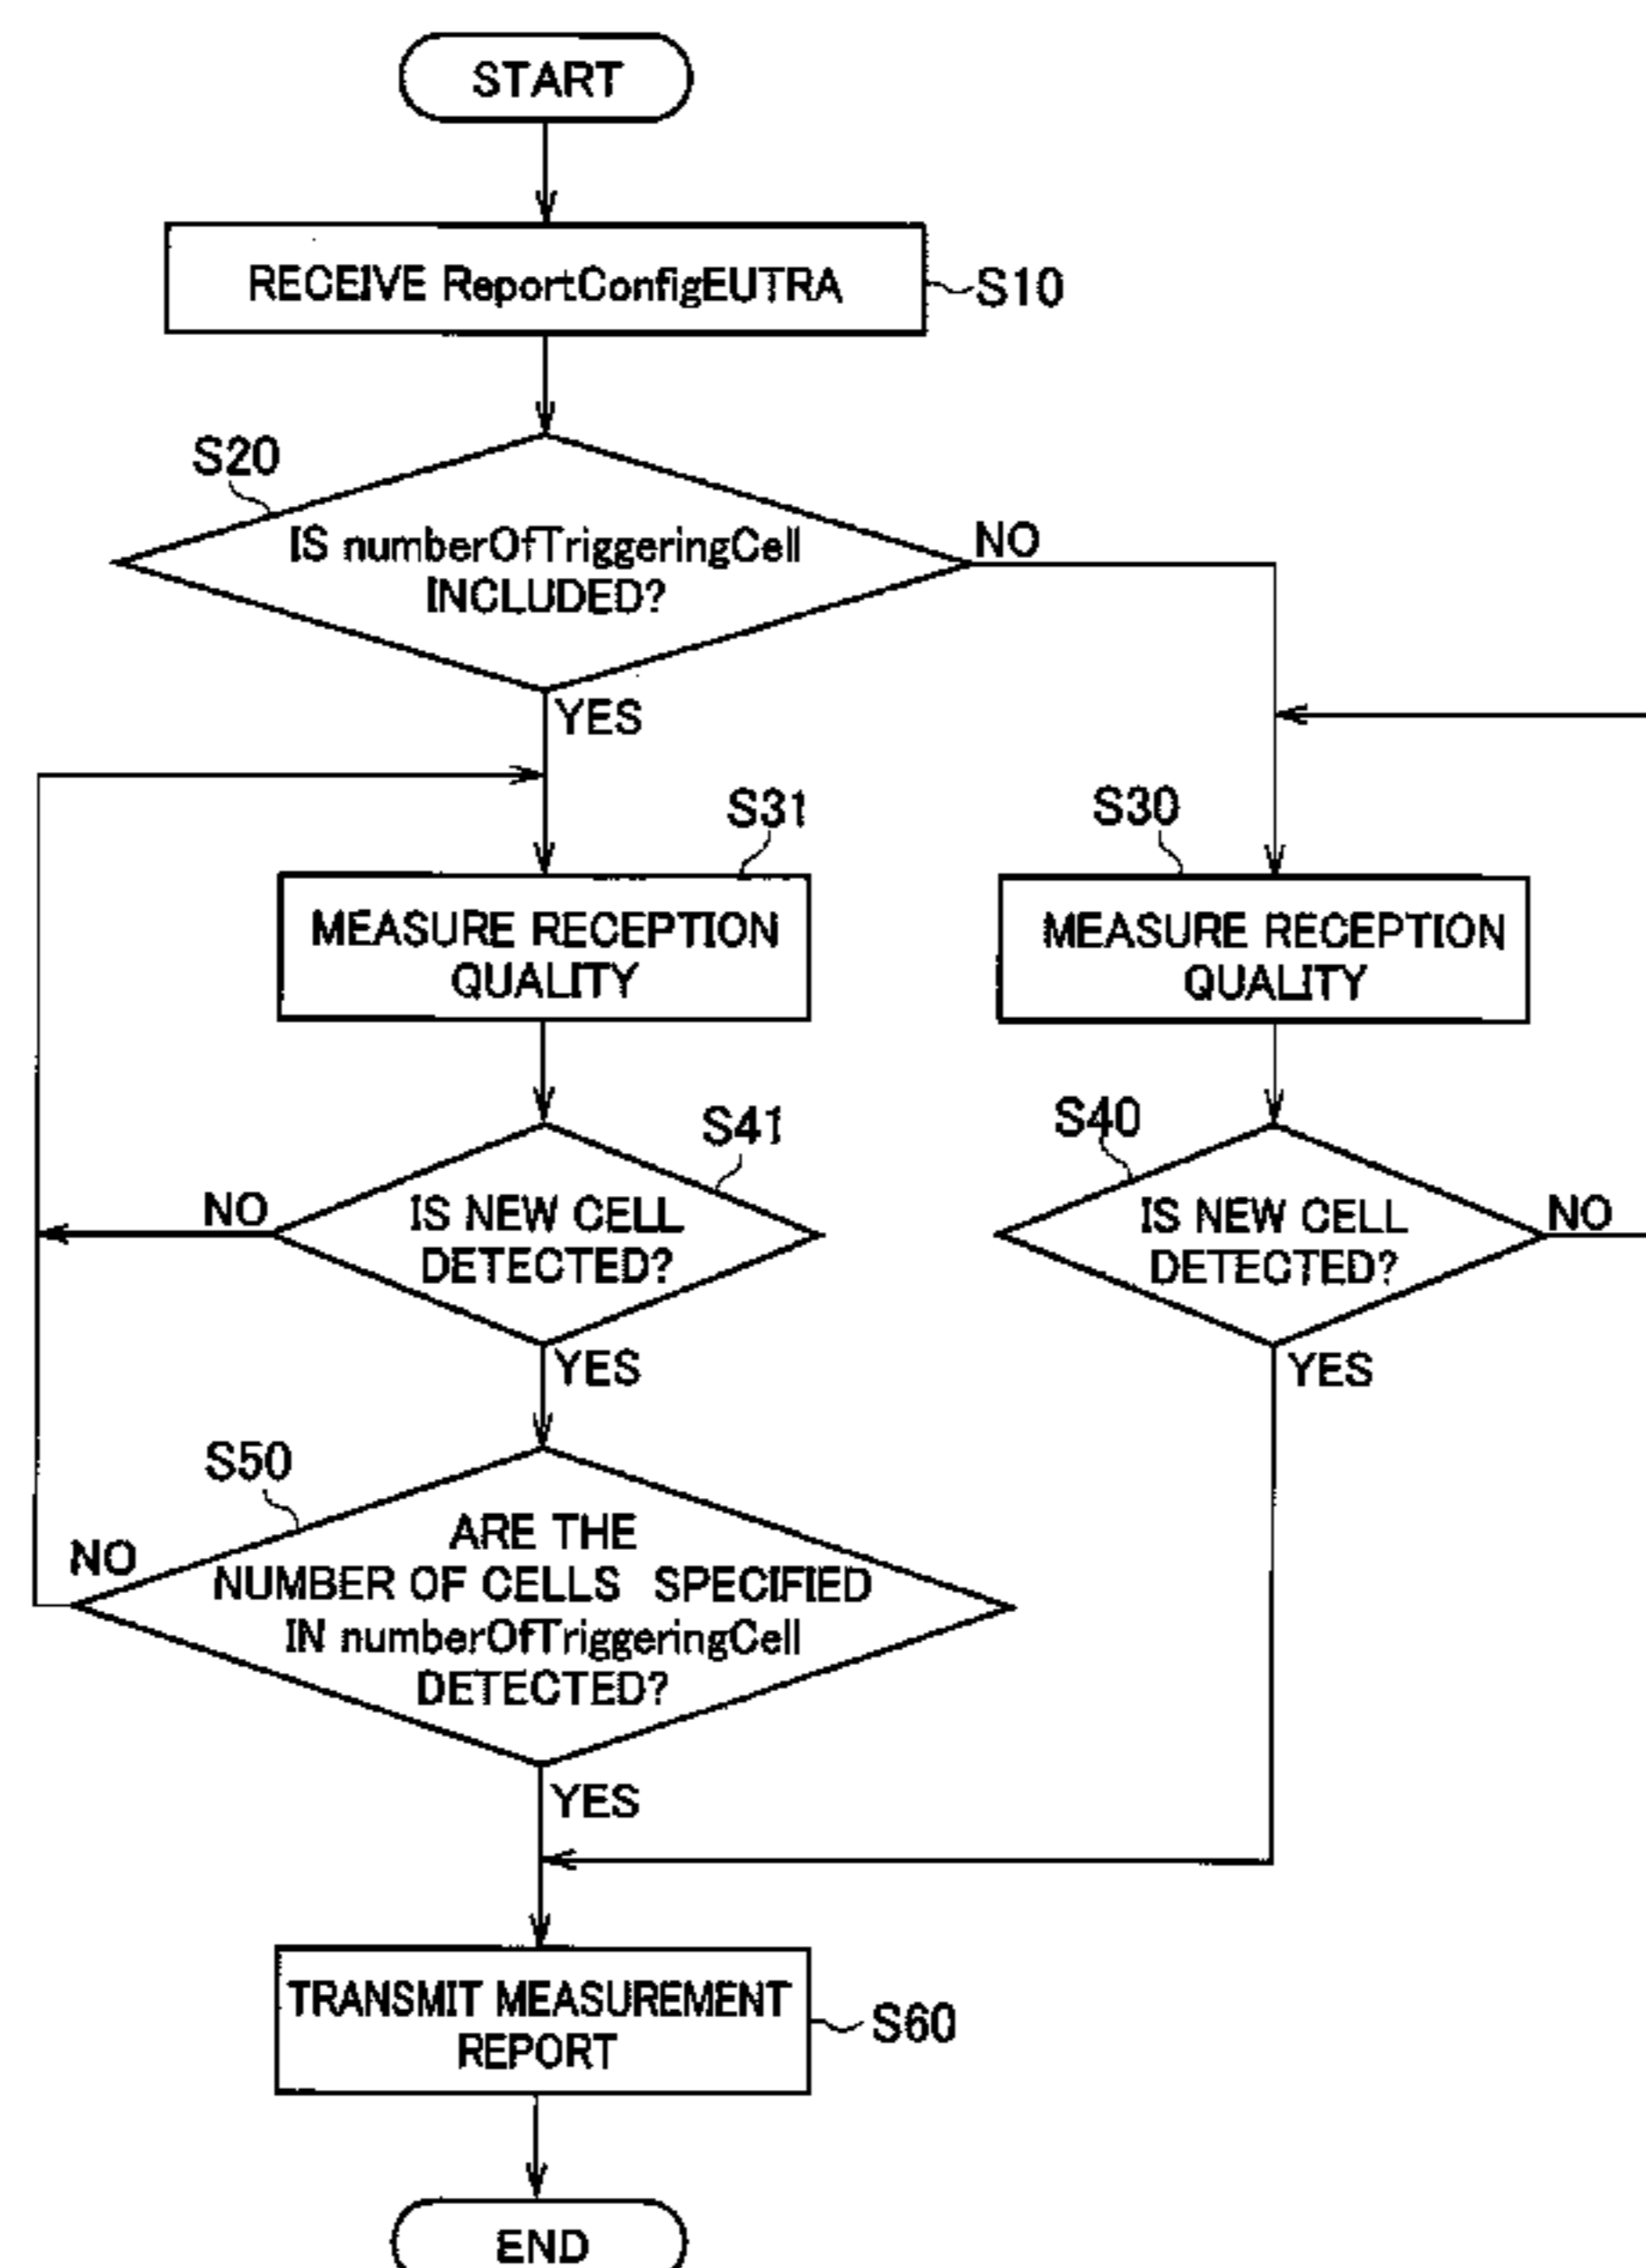 START
RECEIVE ReportConfigEUTRA
S10
S20
IS numberOfTriggeringCell
INCLUDED?
NO
YES
S31
MEASURE RECEPTION
QUALITY
S30
MEASURE RECEPTION
QUALITY
S41
IS NEW CELL
DETECTED?
NO
YES
S40
IS NEW CELL
DETECTED?
NO
YES
S50
ARE THE
NUMBER OF CELLS SPECIFIED
IN numberOfTriggeringCell
DETECTED?
NO
YES
TRANSMIT MEASUREMENT
REPORT
S60
END